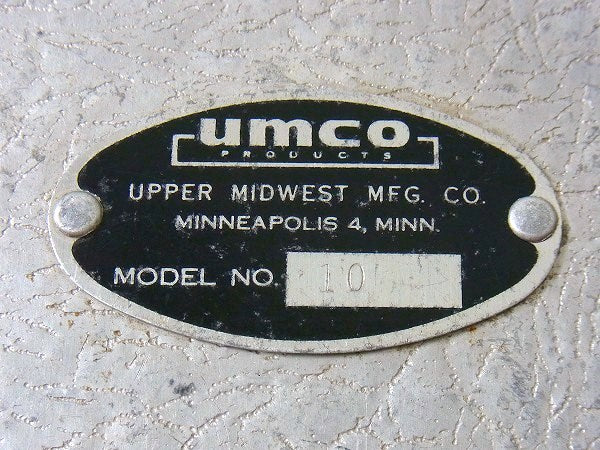 umco
PRODUCTS
UPPER MIDWEST MFG. CO.
MINNEAPOLIS 4, MINN.
MODEL NO. 10